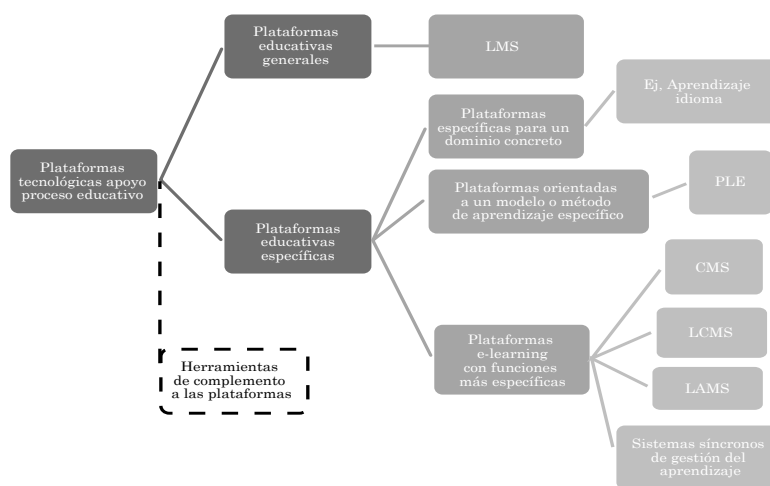 Plataformas
tecnológicas apoyo
proceso educativo
Plataformas
educativas
generales
LMS
Plataformas
educativas
específicas
Plataformas
específicas para un
dominio concreto
Ej, Aprendizaje
idioma
Plataformas orientadas
a un modelo o método
de aprendizaje específico
PLE
Plataformas
e-learning
con funciones
más específicas
CMS
LCMS
LAMS
Sistemas síncronos
de gestión del
aprendizaje
Herramientas
de complemento
a las plataformas